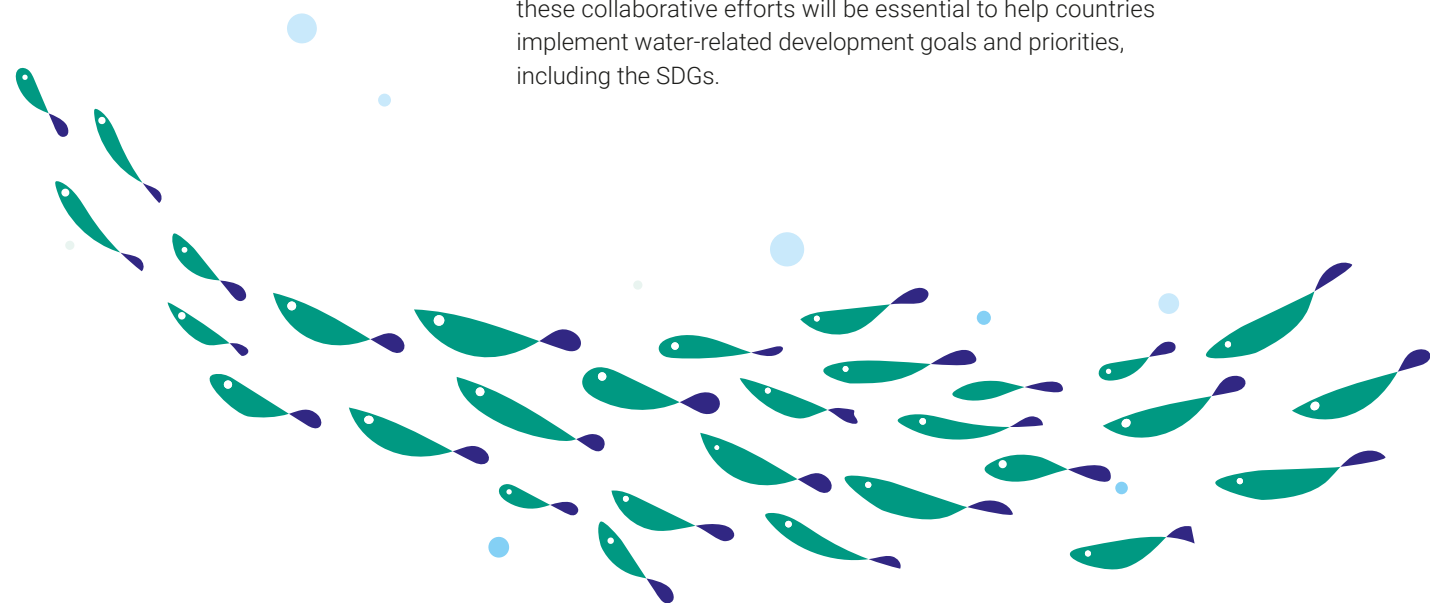 these collaborative efforts will be essential to help countries
implement water-related development goals and priorities,
including the SDGs.